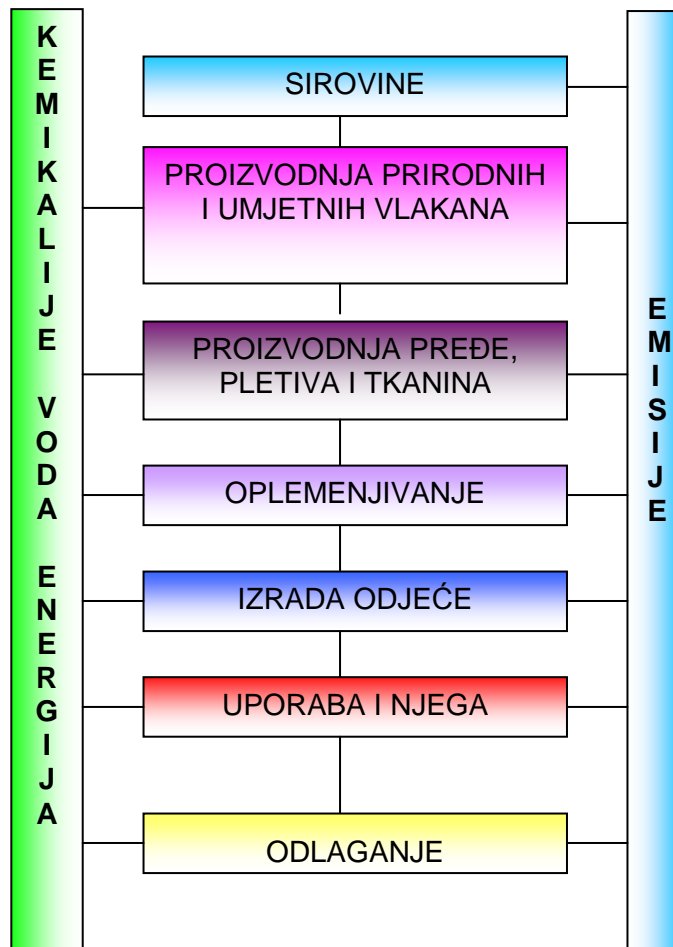 KEMIKALIJE VODA ENERGIJA
SIROVINE
PROIZVODNJA PRIRODNIH
I UMJETNIH VLAKANA
PROIZVODNJA PREĐE,
PLETIVA I TKANINA
OPLEMENJIVANJE
IZRADA ODJEĆE
UPORABA I NJEGA
ODLAGANJE
EMISIJE